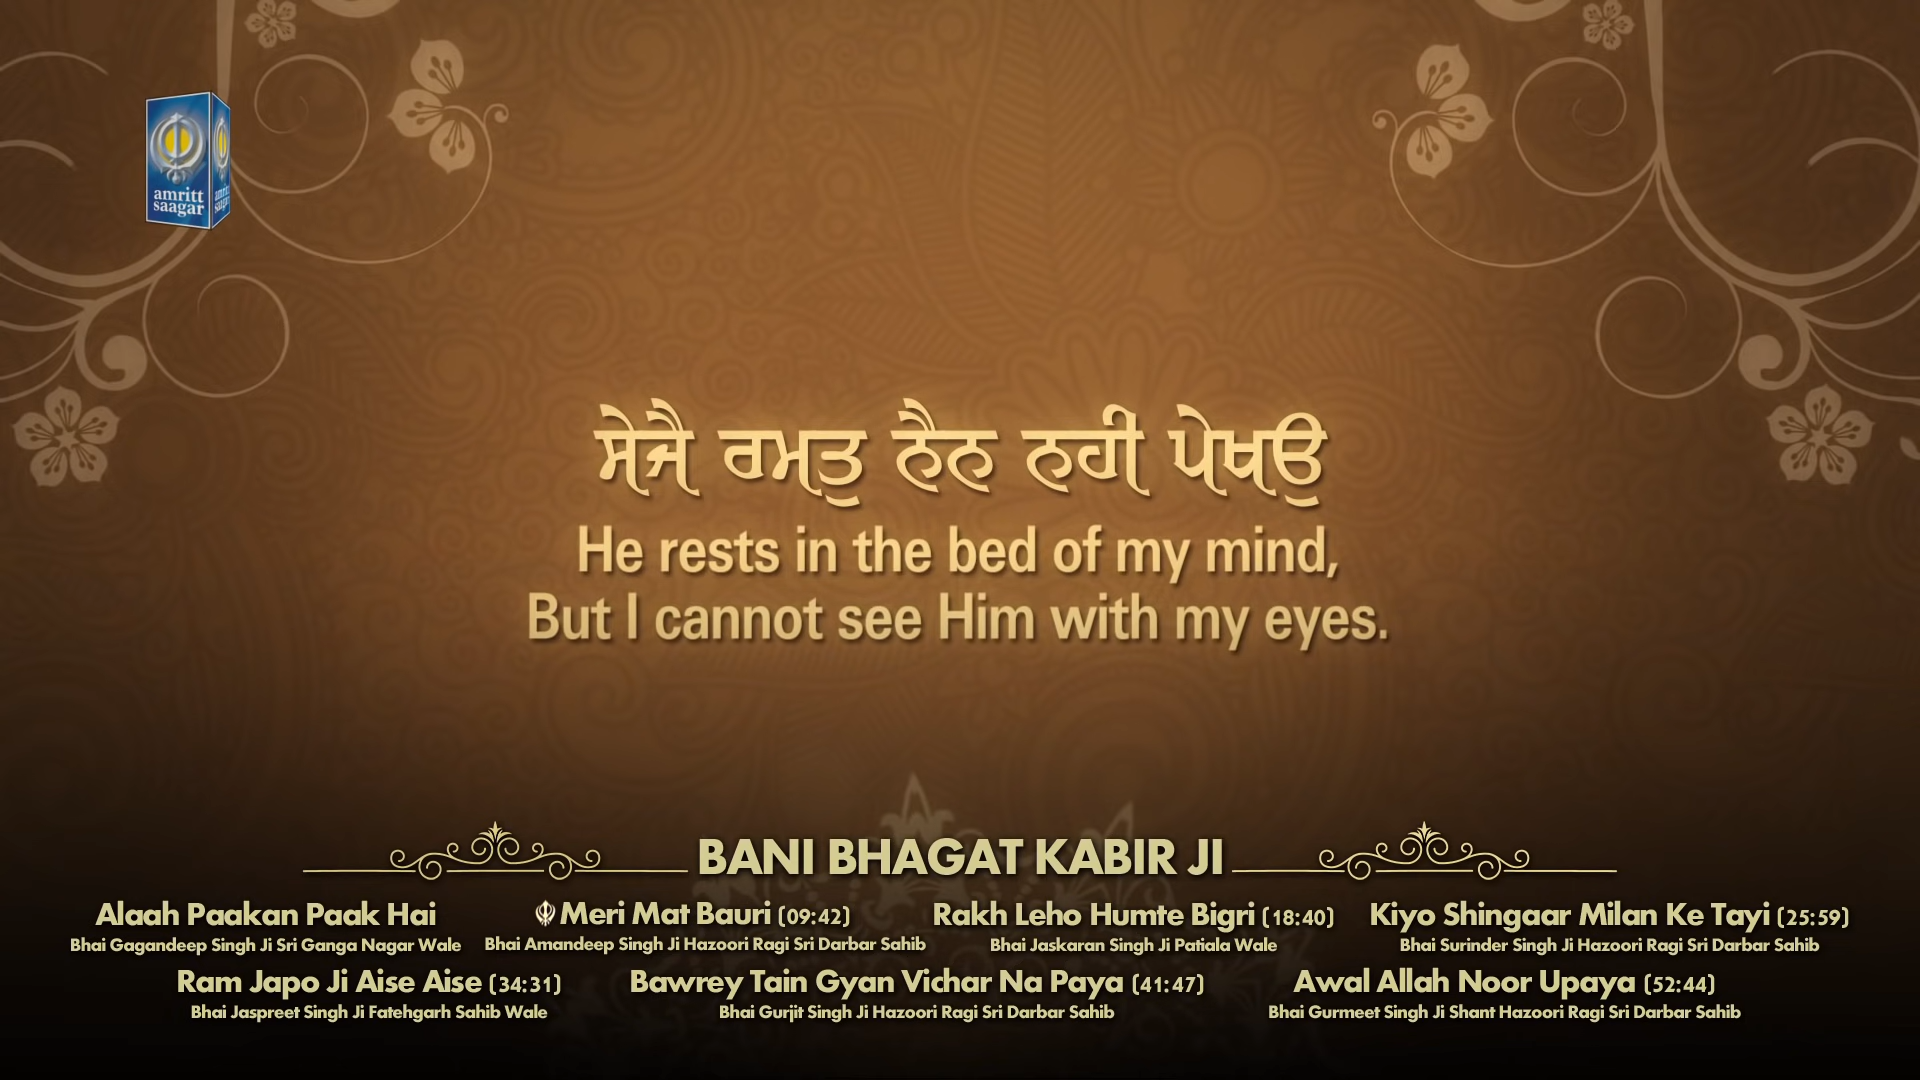 amritt
saagar
ਸੇਜੈ ਰਮਤੁ ਨੈਨ ਨਹੀ ਪੇਖਉ
He rests in the bed of my mind,
But I cannot see Him with my eyes.
BANI BHAGAT KABIR JI
Alaah Paakan Paak Hai Meri Mat Bauri (09:42) Rakh Leho Humte Bigri (18:40) Kiyo Shingaar Milan Ke Tayi (25:59)
Bhai Gagandeep Singh Ji Sri Ganga Nagar Wale Bhai Amandeep Singh Ji Hazoori Ragi Sri Darbar Sahib Bhai Jaskaran Singh Ji Patiala Wale Bhai Surinder Singh Ji Hazoori Ragi Sri Darbar Sahib
Ram Japo Ji Aise Aise (34:31) Bawrey Tain Gyan Vichar Na Paya (41:47) Awal Allah Noor Upaya (52:44)
Bhai Jaspreet Singh Ji Fatehgarh Sahib Wale Bhai Gurjit Singh Ji Hazoori Ragi Sri Darbar Sahib Bhai Gurmeet Singh Ji Shant Hazoori Ragi Sri Darbar Sahib